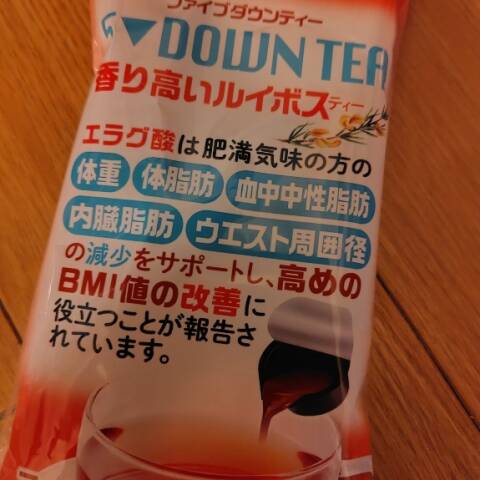 ファイブダウンティー
5▼DOWN TEA
香り高いルイボスティー
エラグ酸は肥満気味の方の
体重 体脂肪 血中中性脂肪
内臓脂肪 ウエスト周囲径
の減少をサポートし、高めの
BMI値の改善に
役立つことが報告さ
れています。